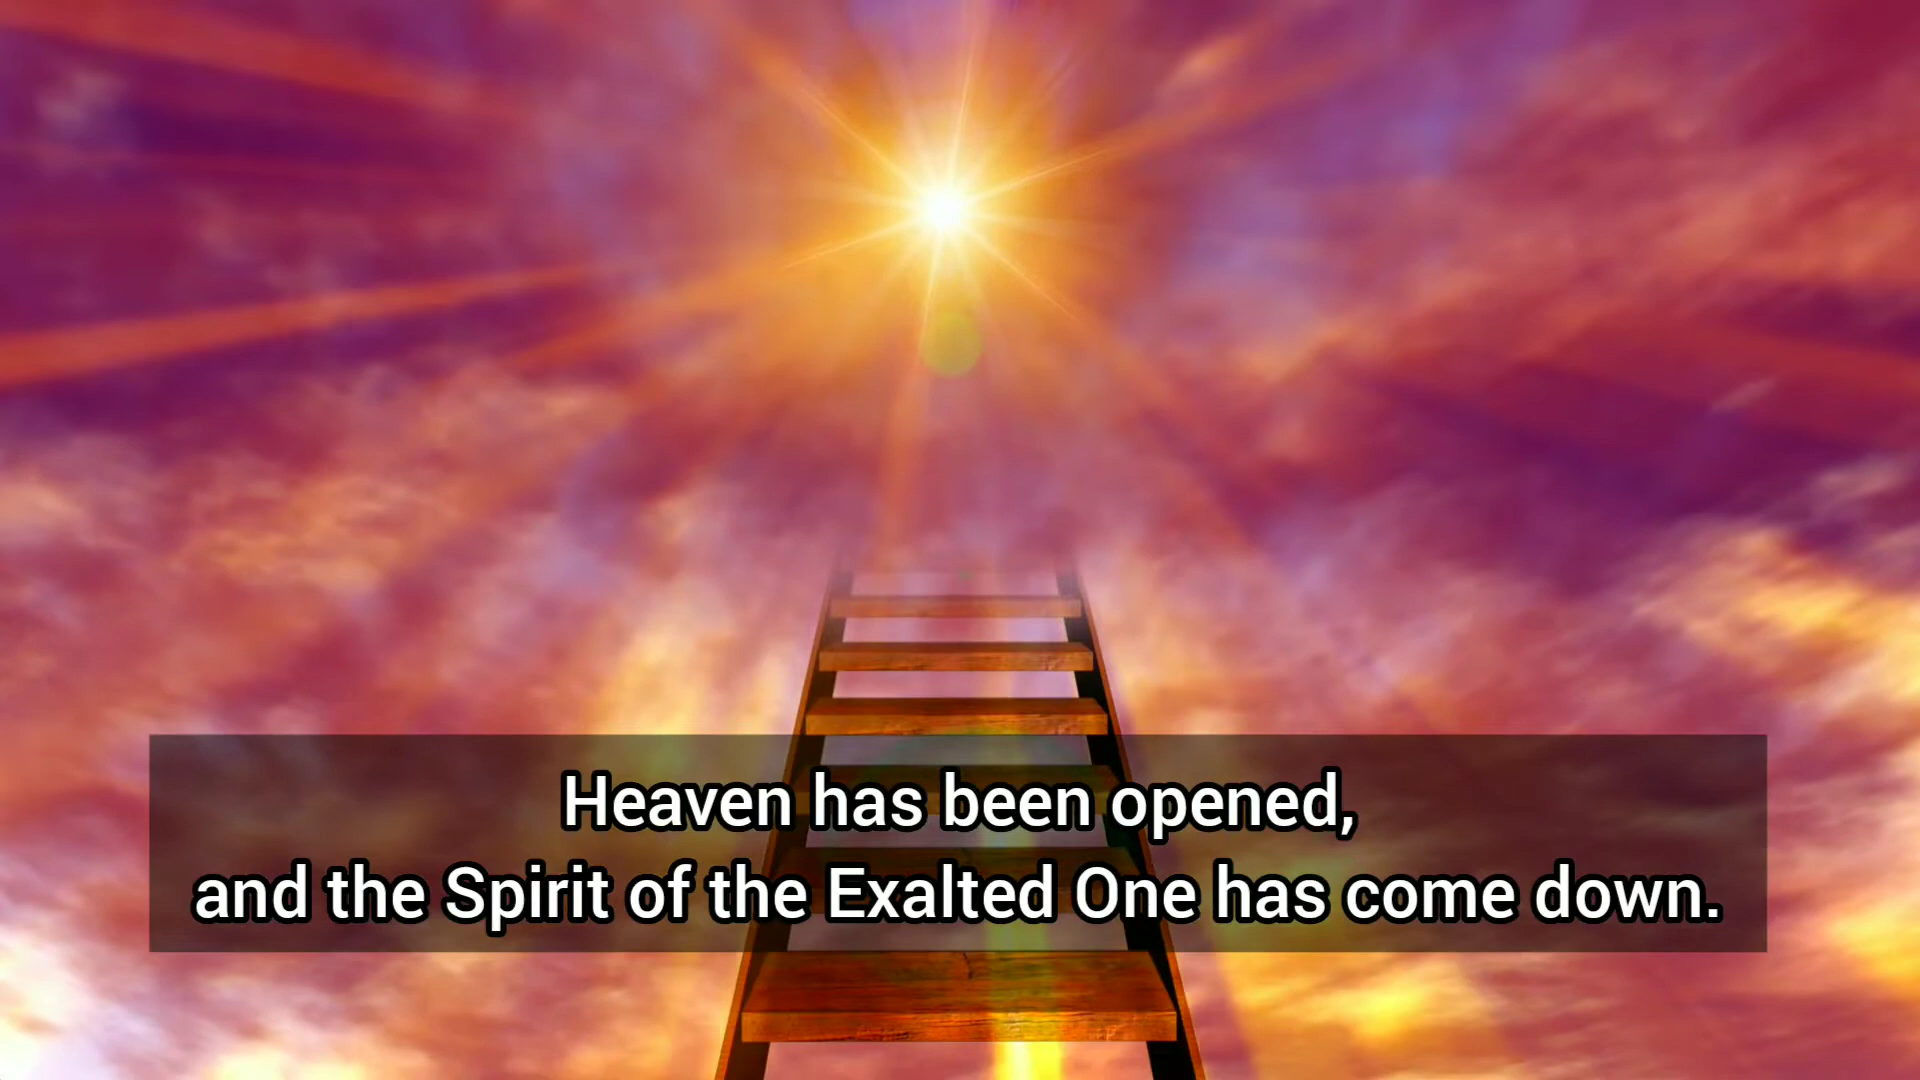 Heaven has been opened,
and the Spirit of the Exalted One has come down.